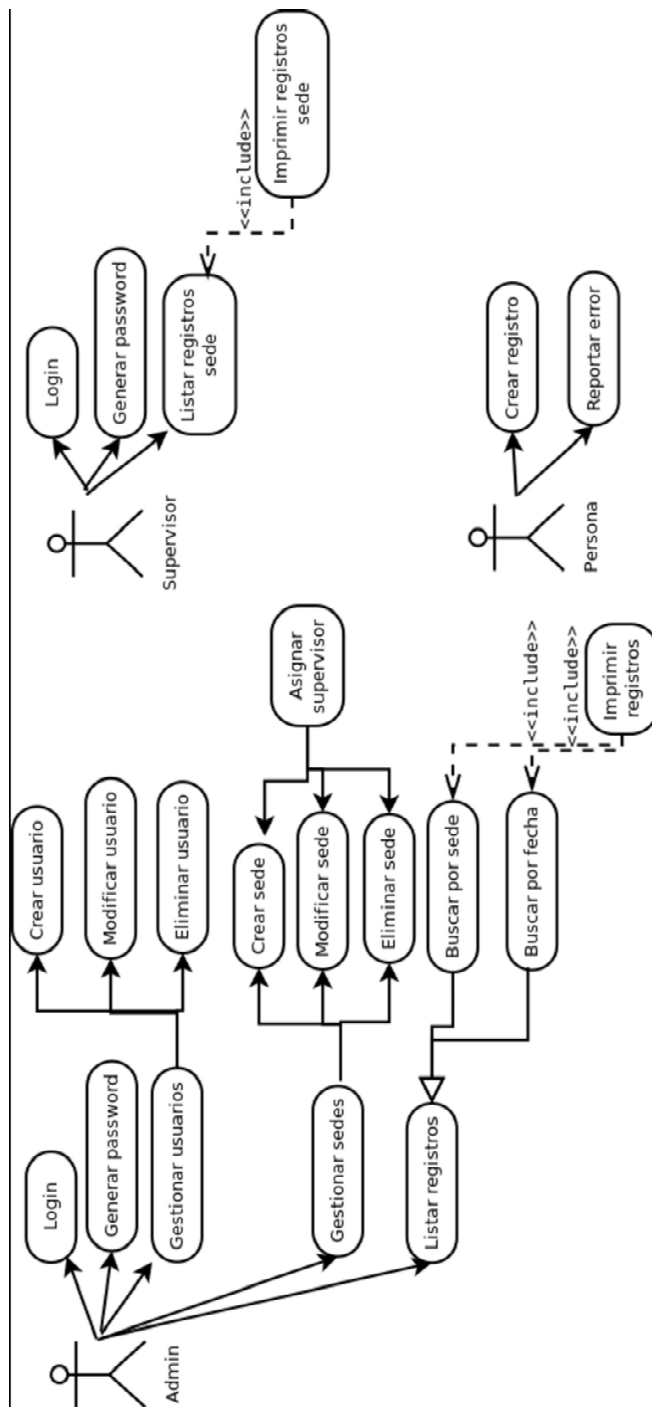 Login
Generar password
Gestionar usuarios
Admin
Crear usuario
Modificar usuario
Eliminar usuario
Gestionar sedes
Crear sede
Modificar sede
Eliminar sede
Asignar
supervisor
Listar registros
Buscar por sede
Buscar por fecha
<<include>>
<<include>>
Imprimir
registros
Login
Generar password
Listar registros
sede
Supervisor
<<include>>
Imprimir registros
sede
Crear registro
Reportar error
Persona